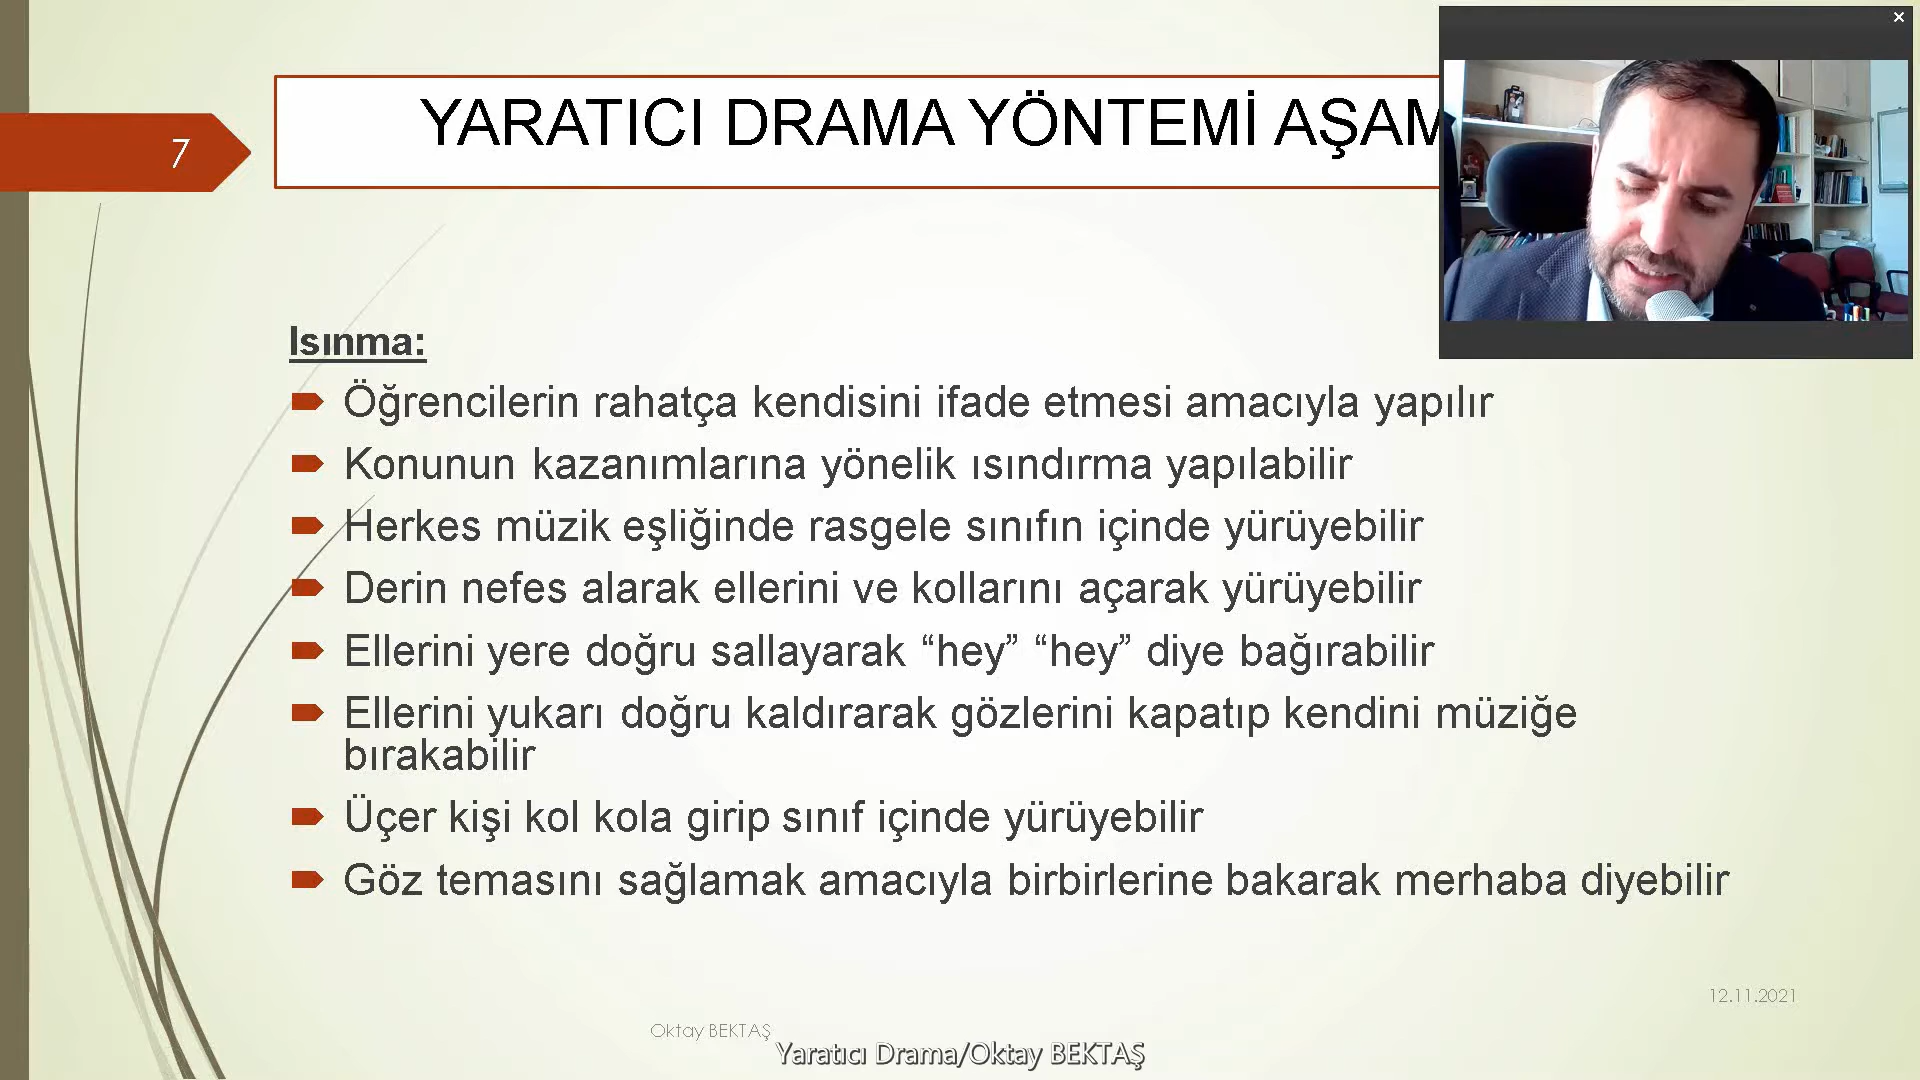 7
YARATICI DRAMA YÖNTEMİ
Isınma:
Öğrencilerin rahatça kendisini ifade etmesi amacıyla yapılır
Konunun kazanımlarına yönelik ısındırma yapılabilir
Herkes müzik eşliğinde rasgele sınıfın içinde yürüyebilir
Derin nefes alarak ellerini ve kollarını açarak yürüyebilir
Ellerini yere doğru sallayarak “hey” “hey” diye bağırabilir
Ellerini yukarı doğru kaldırarak gözlerini kapatıp kendini müziğe
bırakabilir
Üçer kişi kol kola girip sınıf içinde yürüyebilir
Göz temasını sağlamak amacıyla birbirlerine bakarak merhaba diyebilir
12.11.2021
Oktay BEKTAŞ
Yaratıcı Drama/Oktay BEKTAŞ